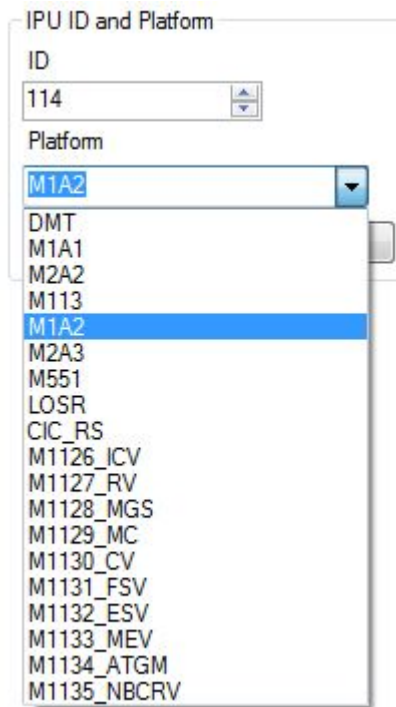 IPU ID and Platform
ID
114
Platform
M1A2
DMT
M1A1
M2A2
M113
M1A2
M2A3
M551
LOSR
CIC_RS
M1126_ICV
M1127_RV
M1128_MGS
M1129_MC
M1130_CV
M1131_FSV
M1132_ESV
M1133_MEV
M1134_ATGM
M1135_NBCRV